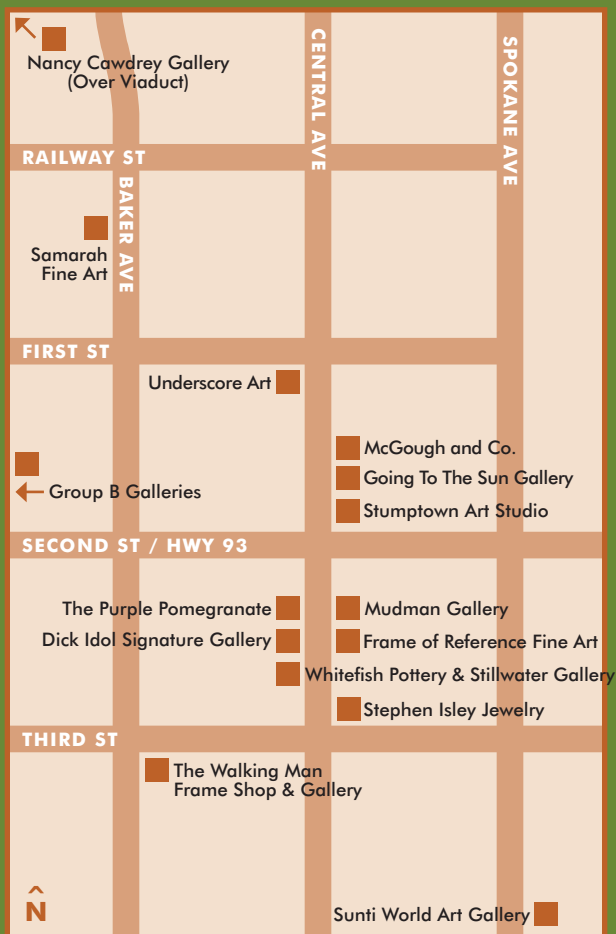 Nancy Cawdrey Gallery
(Over Viaduct)
CENTRAL AVE
SPOKANE AVE
RAILWAY ST
BAKER AVE
Samarah
Fine Art
FIRST ST
Underscore Art
McGough and Co.
Going To The Sun Gallery
Group B Galleries
Stumptown Art Studio
SECOND ST / HWY 93
The Purple Pomegranate
Mudman Gallery
Dick Idol Signature Gallery
Frame of Reference Fine Art
Whitefish Pottery & Stillwater Gallery
Stephen Isley Jewelry
THIRD ST
The Walking Man
Frame Shop & Gallery
N
Sunti World Art Gallery